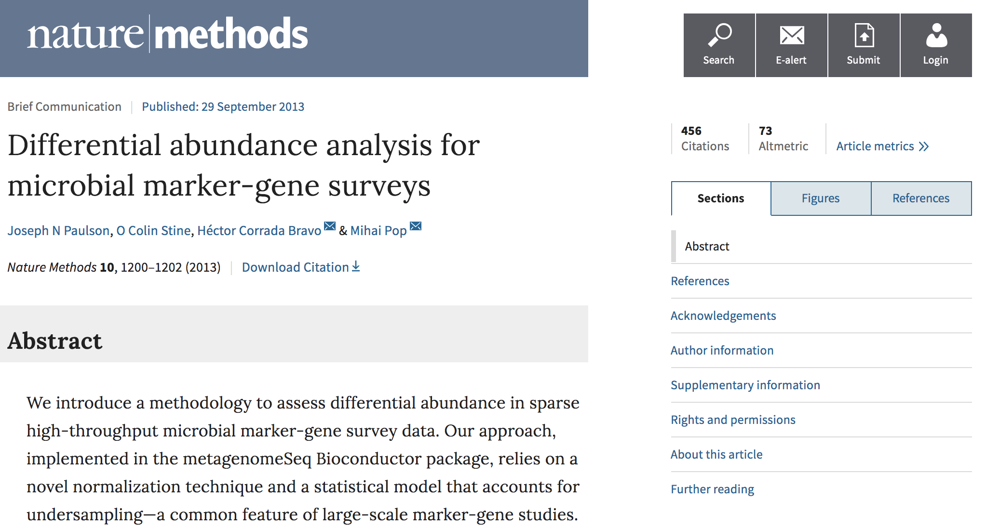 nature methods
Search
E-alert
Submit
Login
Brief Communication Published: 29 September 2013
Differential abundance analysis for
microbial marker-gene surveys
Joseph N Paulson, O Colin Stine, Héctor Corrada Bravo & Mihai Pop
Nature Methods 10, 1200–1202 (2013) Download Citation
Abstract
We introduce a methodology to assess differential abundance in sparse
high-throughput microbial marker-gene survey data. Our approach,
implemented in the metagenomeSeq Bioconductor package, relies on a
novel normalization technique and a statistical model that accounts for
undersampling—a common feature of large-scale marker-gene studies.
456
Citations
73
Altmetric
Article metrics
Sections
Figures
References
Abstract
References
Acknowledgements
Author information
Supplementary information
Rights and permissions
About this article
Further reading